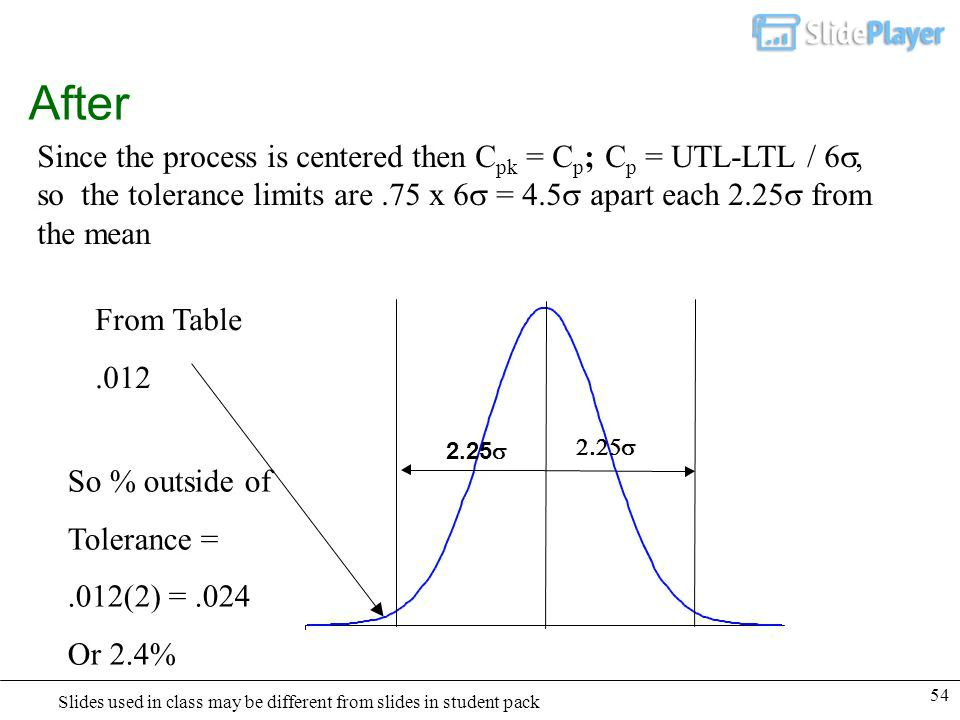 SlidePlayer
After
Since the process is centered then Cpk = Cp; Cp = UTL-LTL / 6σ,
so the tolerance limits are .75 x 6σ = 4.5σ apart each 2.25σ from
the mean
From Table
.012
2.25σ
2.25σ
So % outside of
Tolerance =
.012(2) = .024
Or 2.4%
Slides used in class may be different from slides in student pack
54